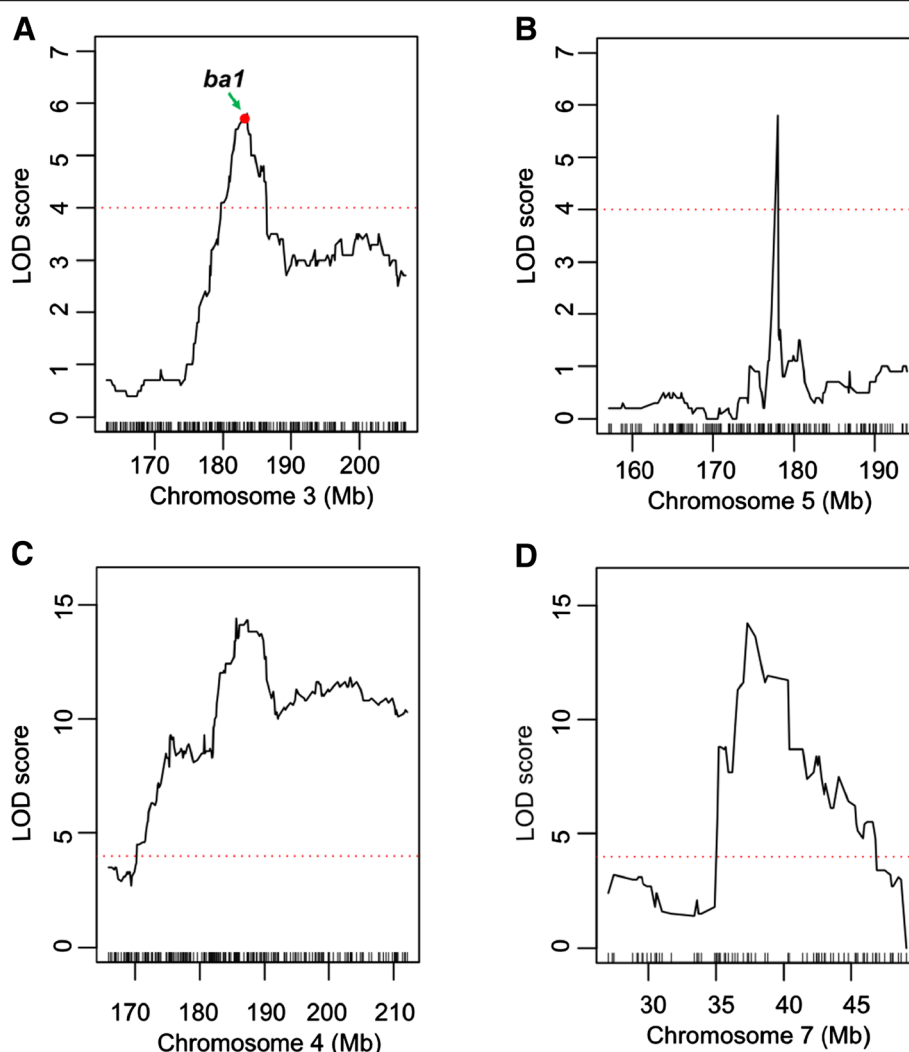 A
LOD score
7
6
5
4
3
2
1
0
ba1
170 180 190 200
Chromosome 3 (Mb)
B
LOD score
7
6
5
4
3
2
1
0
160 170 180 190
Chromosome 5 (Mb)
C
LOD score
15
10
5
0
170 180 190 200 210
Chromosome 4 (Mb)
D
LOD score
15
10
5
0
30 35 40 45
Chromosome 7 (Mb)